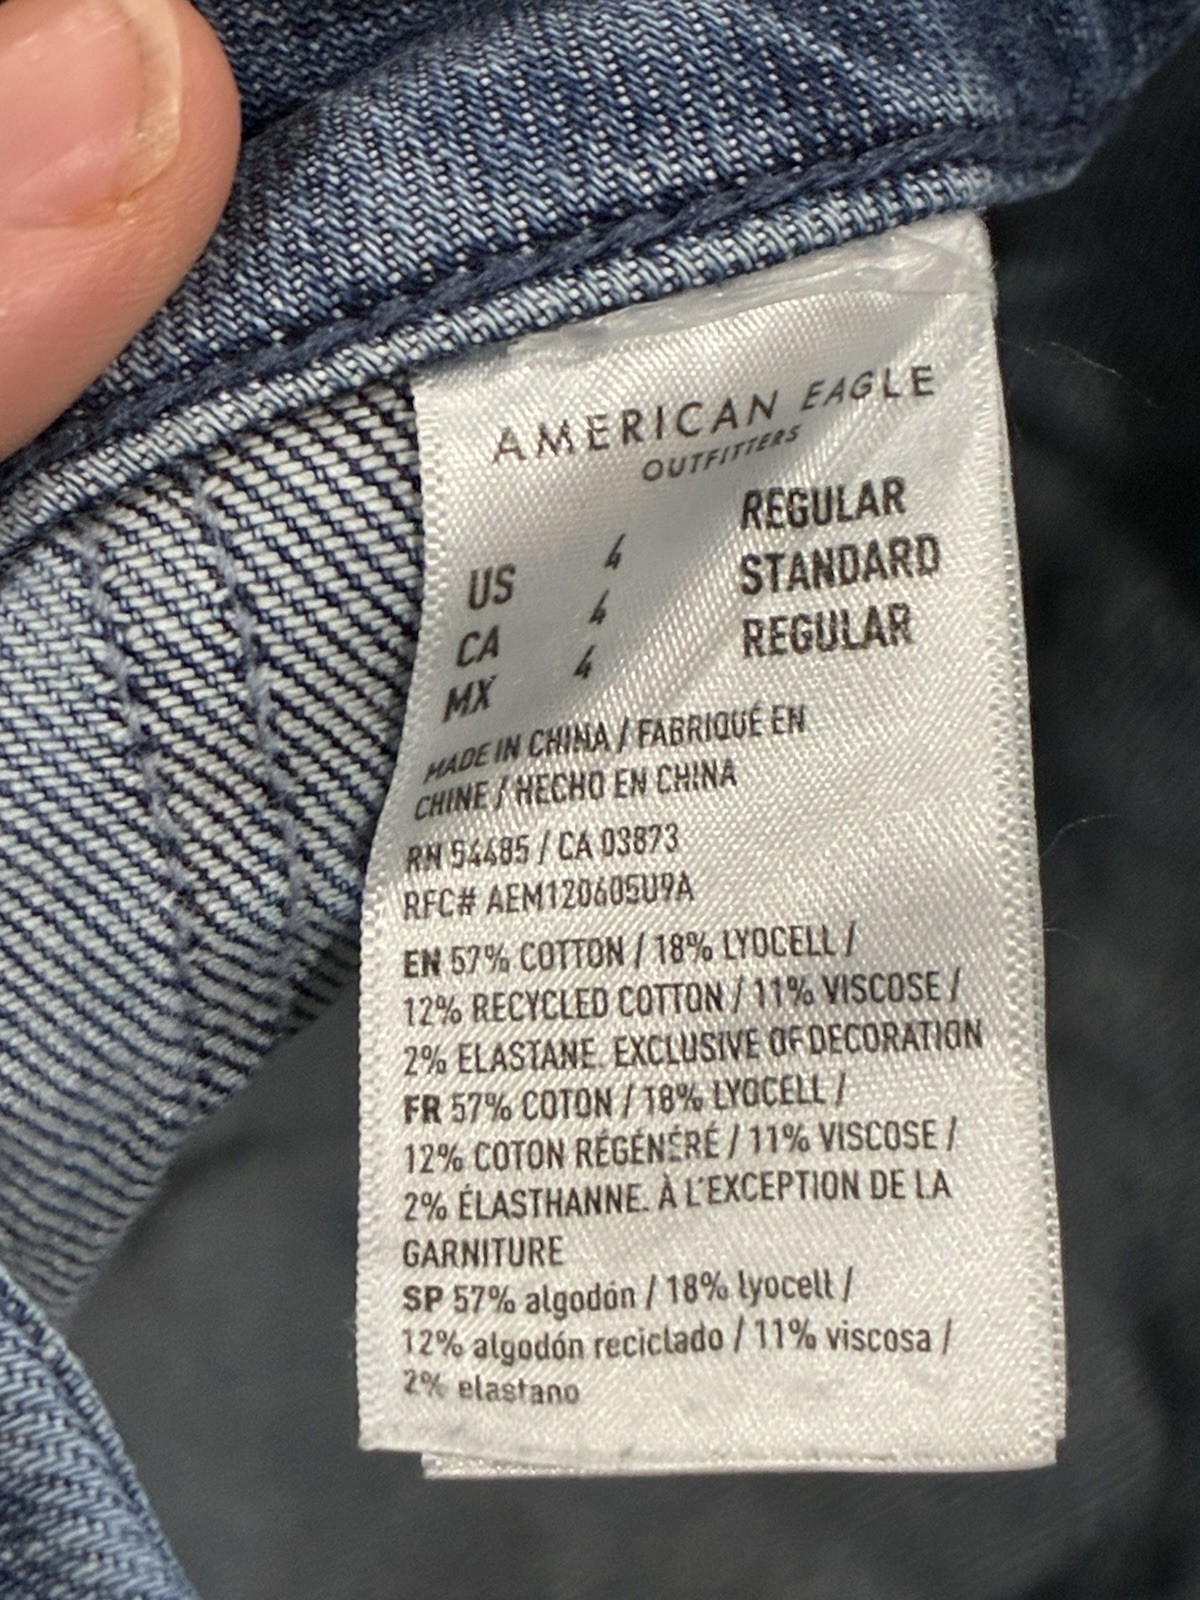 AMERICAN EAGLE
OUTFITTERS
US 4 REGULAR
CA 4 STANDARD
MX 4 REGULAR
MADE IN CHINA / FABRIQUÉ EN
CHINE / HECHO EN CHINA
RN 54485 / CA 03873
RFC# AEM120605U9A
EN 57% COTTON / 18% LYOCELL /
12% RECYCLED COTTON / 11% VISCOSE /
2% ELASTANE. EXCLUSIVE OF DECORATION
FR 57% COTON / 18% LYOCELL /
12% COTON RÉGÉNÉRÉ / 11% VISCOSE /
2% ÉLASTHANNE. À L'EXCEPTION DE LA
GARNITURE
SP 57% algodón / 18% lyocell /
12% algodón reciclado / 11% viscosa /
2% elastano